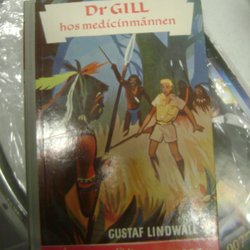 Dr GILL
hos medicinmännen
GUSTAF LINDWALL